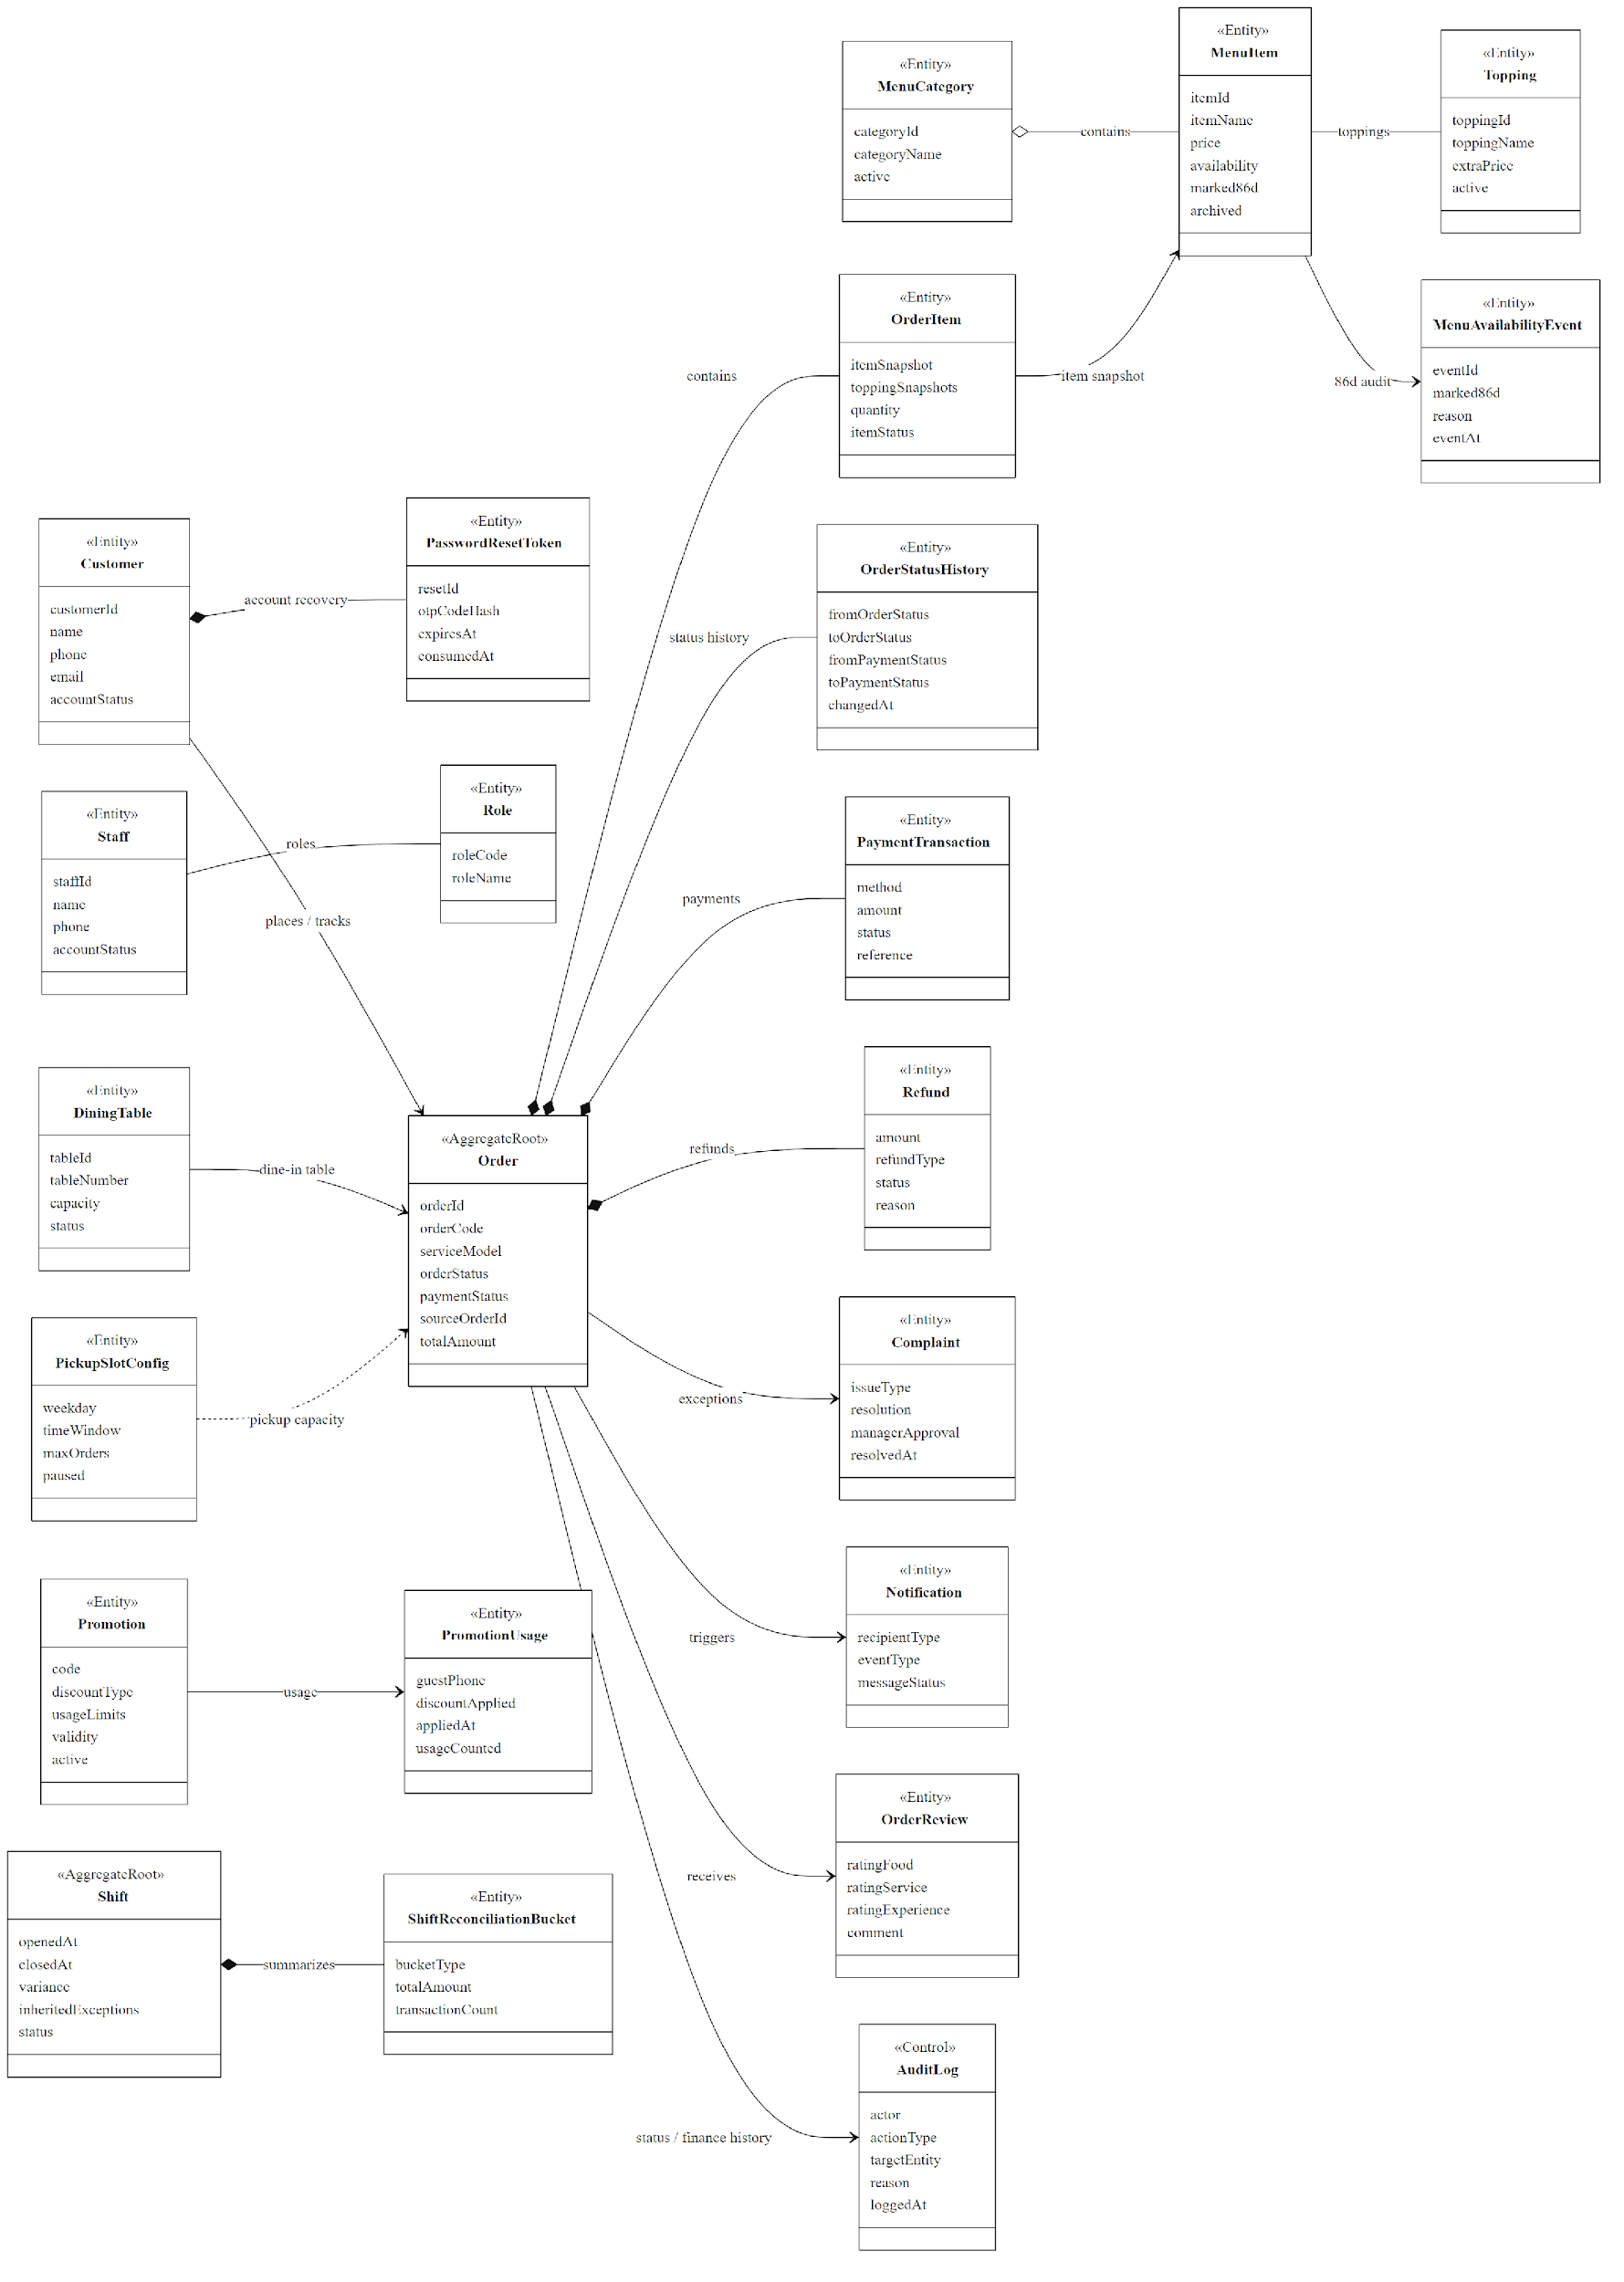 «Entity»
MenuItem
itemId
itemName
price
availability
marked86d
archived
«Entity»
MenuCategory
categoryId
categoryName
active
contains
toppings
«Entity»
Topping
toppingId
toppingName
extraPrice
active
«Entity»
OrderItem
itemSnapshot
toppingSnapshots
quantity
itemStatus
contains
item snapshot
86d audit
«Entity»
MenuAvailabilityEvent
eventId
marked86d
reason
eventAt
«Entity»
Customer
customerId
name
phone
email
accountStatus
account recovery
«Entity»
PasswordResetToken
resetId
otpCodeHash
expiresAt
consumedAt
status history
«Entity»
OrderStatusHistory
fromOrderStatus
toOrderStatus
fromPaymentStatus
toPaymentStatus
changedAt
«Entity»
Staff
staffId
name
phone
accountStatus
roles
«Entity»
Role
roleCode
roleName
places / tracks
payments
«Entity»
PaymentTransaction
method
amount
status
reference
«Entity»
DiningTable
tableId
tableNumber
capacity
status
dine-in table
«AggregateRoot»
Order
orderId
orderCode
serviceModel
orderStatus
paymentStatus
sourceOrderId
totalAmount
refunds
«Entity»
Refund
amount
refundType
status
reason
«Entity»
PickupSlotConfig
weekday
timeWindow
maxOrders
paused
pickup capacity
exceptions
«Entity»
Complaint
issueType
resolution
managerApproval
resolvedAt
«Entity»
Promotion
code
discountType
usageLimits
validity
active
usage
«Entity»
PromotionUsage
guestPhone
discountApplied
appliedAt
usageCounted
triggers
«Entity»
Notification
recipientType
eventType
messageStatus
«AggregateRoot»
Shift
openedAt
closedAt
variance
inheritedExceptions
status
summarizes
«Entity»
ShiftReconciliationBucket
bucketType
totalAmount
transactionCount
receives
«Entity»
OrderReview
ratingFood
ratingService
ratingExperience
comment
status / finance history
«Control»
AuditLog
actor
actionType
targetEntity
reason
loggedAt